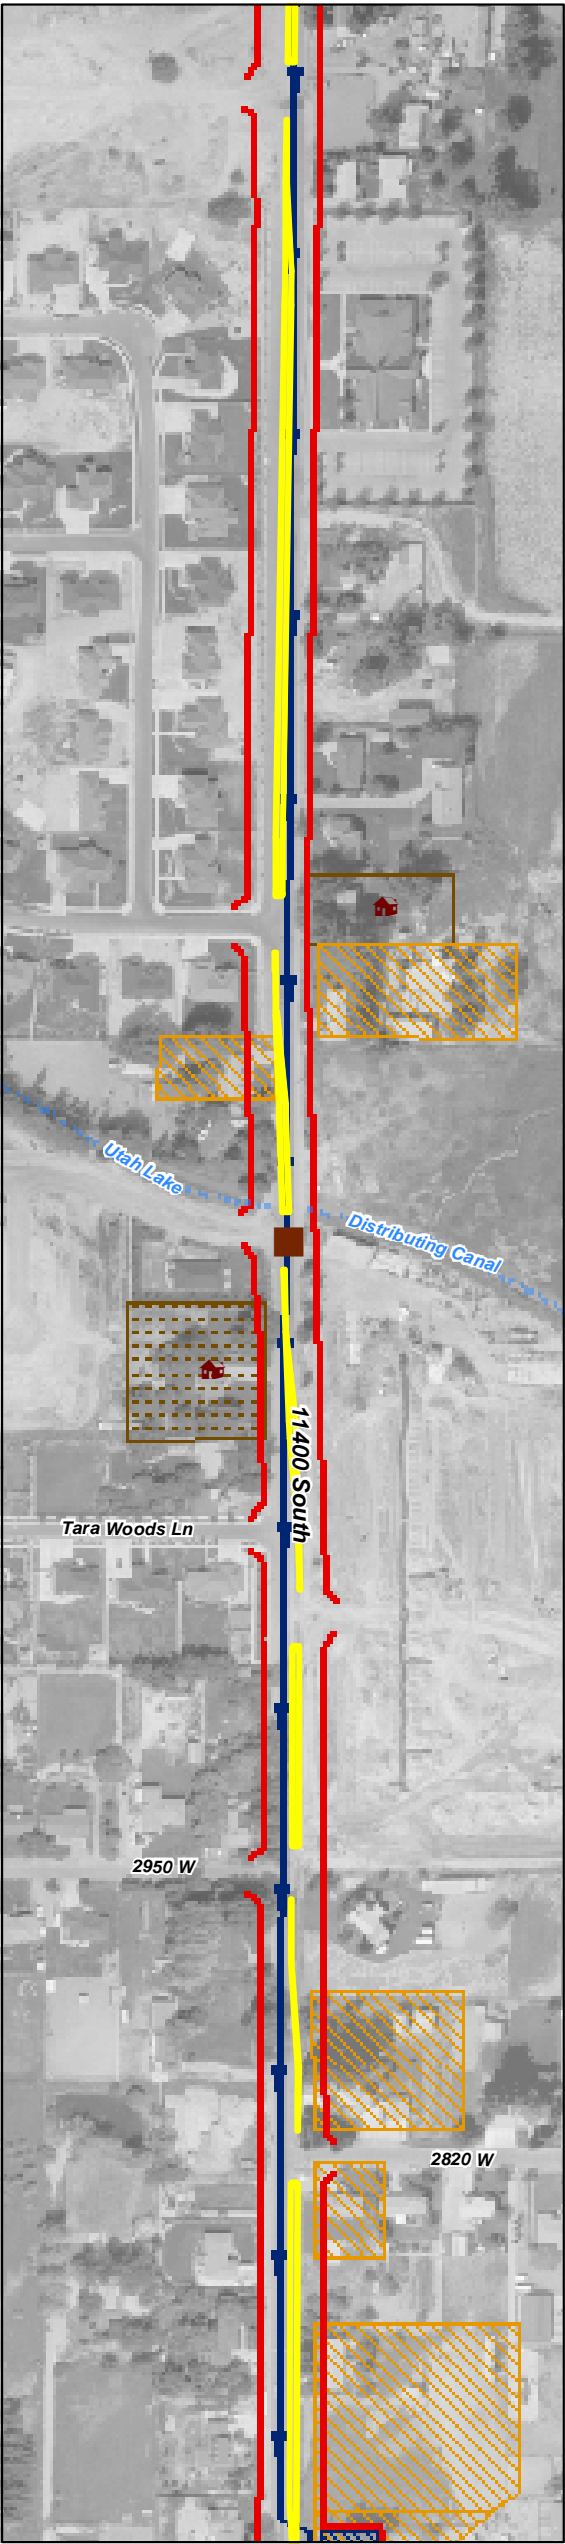 Utah Lake
Distributing Canal
11400 South
Tara Woods Ln
2950 W
2820 W